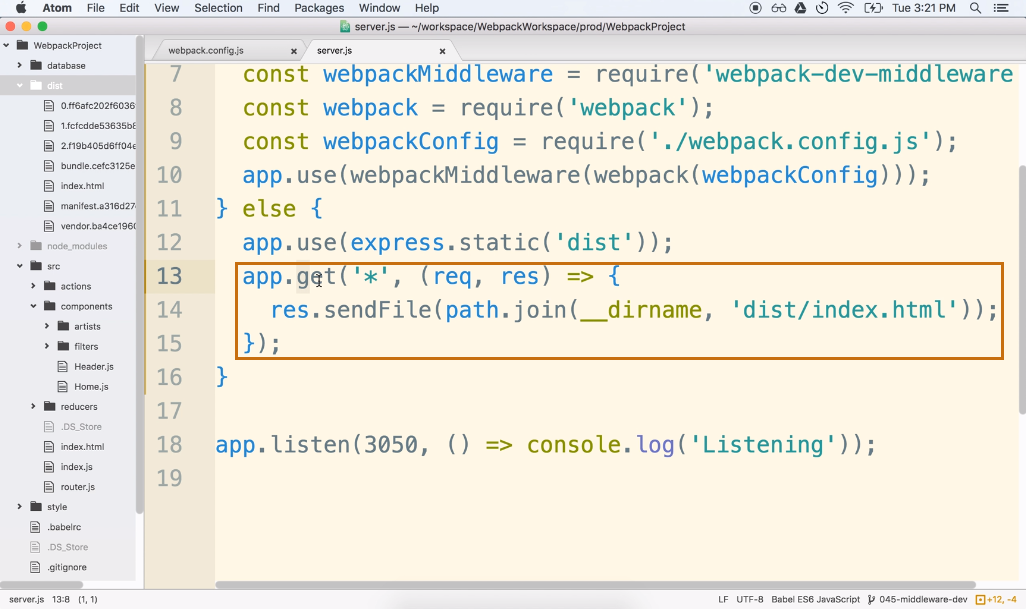 Atom File Edit View Selection Find Packages Window Help Tue 3:21 PM
server.js — ~/workspace/WebpackWorkspace/prod/WebpackProject
WebpackProject
database
dist
0.ff6afc202f6036
1.fcfcdde53635b8
2.f19b405d6ff04e
bundle.cefc3125e
index.html
manifest.a316d27
vendor.ba4ce1960
node_modules
src
actions
components
artists
filters
Header.js
Home.js
reducers
.DS_Store
index.html
index.js
router.js
style
.babelrc
.DS_Store
.gitignore
webpack.config.js × server.js ×
7 const webpackMiddleware = require('webpack-dev-middleware
8 const webpack = require('webpack');
9 const webpackConfig = require('./webpack.config.js');
10 app.use(webpackMiddleware(webpack(webpackConfig)));
11 } else {
12 app.use(express.static('dist'));
13 app.get('*', (req, res) => {
14 res.sendFile(path.join(__dirname, 'dist/index.html'));
15 });
16 }
17
18 app.listen(3050, () => console.log('Listening'));
19
server.js 13:8 (1, 1) LF UTF-8 Babel ES6 JavaScript 045-middleware-dev +12, -4